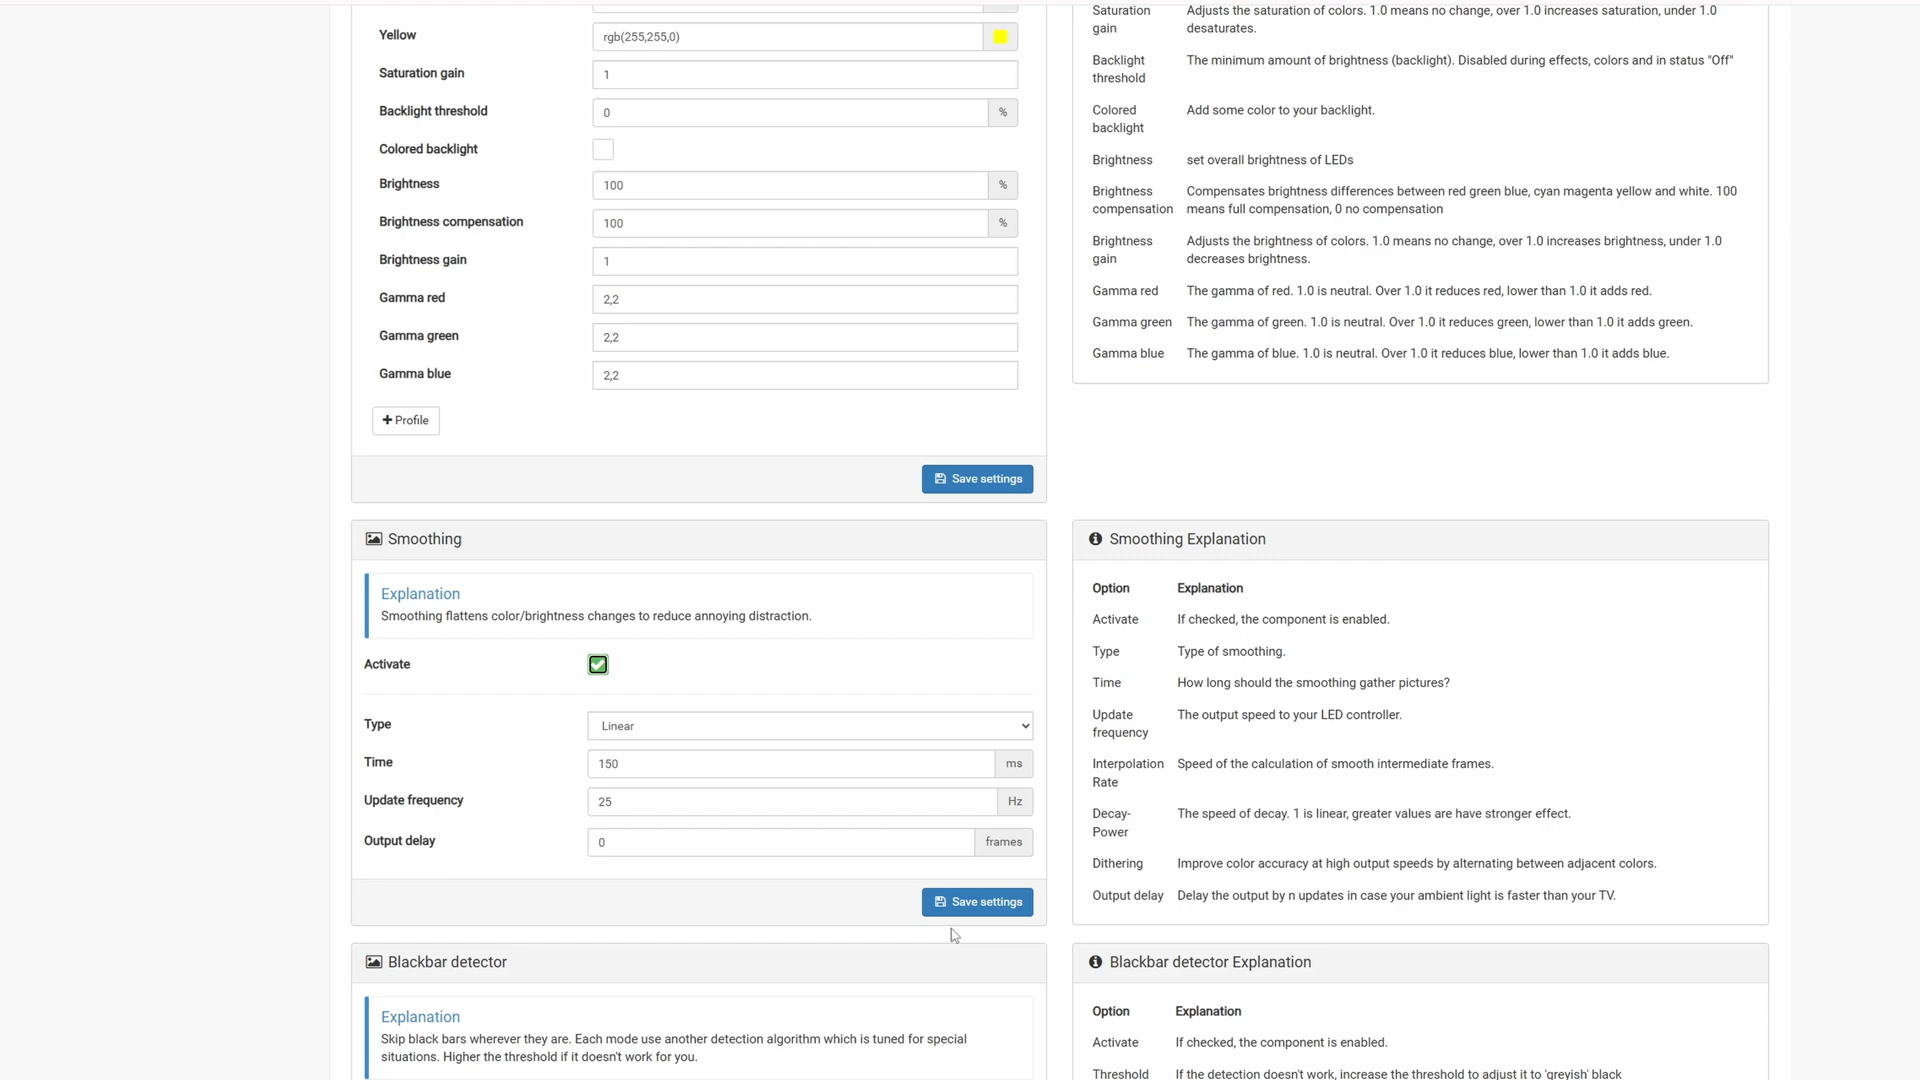 Yellow
rgb(255,255,0)
Saturation gain
1
Backlight threshold
0
%
Colored backlight
Brightness
100
%
Brightness compensation
100
%
Brightness gain
1
Gamma red
2,2
Gamma green
2,2
Gamma blue
2,2
Profile
Save settings
Saturation gain
Adjusts the saturation of colors. 1.0 means no change, over 1.0 increases saturation, under 1.0
desaturates.
Backlight threshold
The minimum amount of brightness (backlight). Disabled during effects, colors and in status "Off"
Colored backlight
Add some color to your backlight.
Brightness
set overall brightness of LEDs
Brightness compensation
Compensates brightness differences between red green blue, cyan magenta yellow and white. 100
means full compensation, 0 no compensation
Brightness gain
Adjusts the brightness of colors. 1.0 means no change, over 1.0 increases brightness, under 1.0
decreases brightness.
Gamma red
The gamma of red. 1.0 is neutral. Over 1.0 it reduces red, lower than 1.0 it adds red.
Gamma green
The gamma of green. 1.0 is neutral. Over 1.0 it reduces green, lower than 1.0 it adds green.
Gamma blue
The gamma of blue. 1.0 is neutral. Over 1.0 it reduces blue, lower than 1.0 it adds blue.
Smoothing
Explanation
Smoothing flattens color/brightness changes to reduce annoying distraction.
Activate
Type
Linear
Time
150
ms
Update frequency
25
Hz
Output delay
0
frames
Save settings
Smoothing Explanation
Option
Explanation
Activate
If checked, the component is enabled.
Type
Type of smoothing.
Time
How long should the smoothing gather pictures?
Update frequency
The output speed to your LED controller.
Interpolation Rate
Speed of the calculation of smooth intermediate frames.
Decay-Power
The speed of decay. 1 is linear, greater values are have stronger effect.
Dithering
Improve color accuracy at high output speeds by alternating between adjacent colors.
Output delay
Delay the output by n updates in case your ambient light is faster than your TV.
Blackbar detector
Explanation
Skip black bars wherever they are. Each mode use another detection algorithm which is tuned for special
situations. Higher the threshold if it doesn't work for you.
Blackbar detector Explanation
Option
Explanation
Activate
If checked, the component is enabled.
Threshold
If the detection doesn't work, increase the threshold to adjust it to 'greyish' black